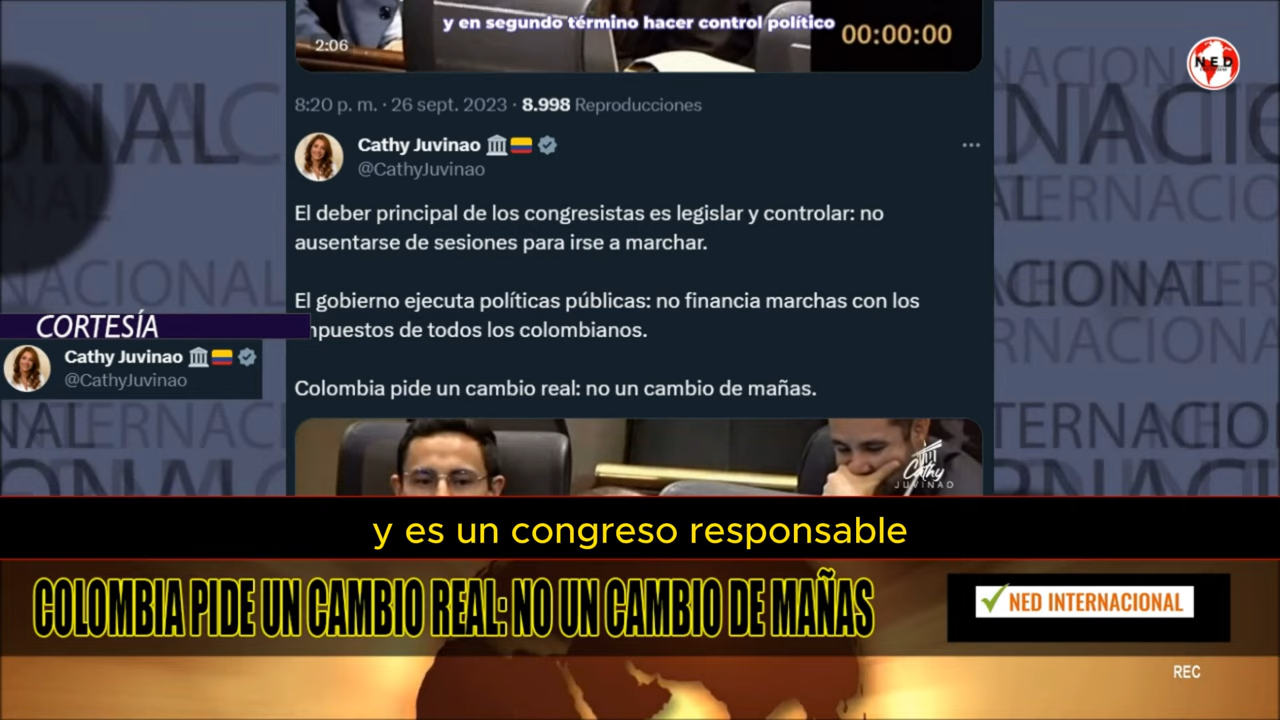 y en segundo término hacer control político
2:06
00:00:00
NED
8:20 p. m. · 26 sept. 2023 · 8.998 Reproducciones
Cathy Juvinao
@CathyJuvinao
El deber principal de los congresistas es legislar y controlar: no
ausentarse de sesiones para irse a marchar.
El gobierno ejecuta políticas públicas: no financia marchas con los
mpuestos de todos los colombianos.
Colombia pide un cambio real: no un cambio de mañas.
CORTESÍA
Cathy Juvinao
@CathyJuvinao
Cathy
JUVINAO
y es un congreso responsable
COLOMBIA PIDE UN CAMBIO REAL: NO UN CAMBIO DE MAÑAS
NED INTERNACIONAL
REC